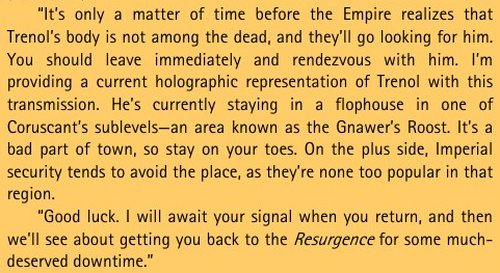 "It's only a matter of time before the Empire realizes that
Trenol's body is not among the dead, and they'll go looking for him.
You should leave immediately and rendezvous with him. I'm
providing a current holographic representation of Trenol with this
transmission. He's currently staying in a flophouse in one of
Coruscant's sublevels—an area known as the Gnawer's Roost. It's a
bad part of town, so stay on your toes. On the plus side, Imperial
security tends to avoid the place, as they're none too popular in that
region.
"Good luck. I will await your signal when you return, and then
we'll see about getting you back to the Resurgence for some much-
deserved downtime."